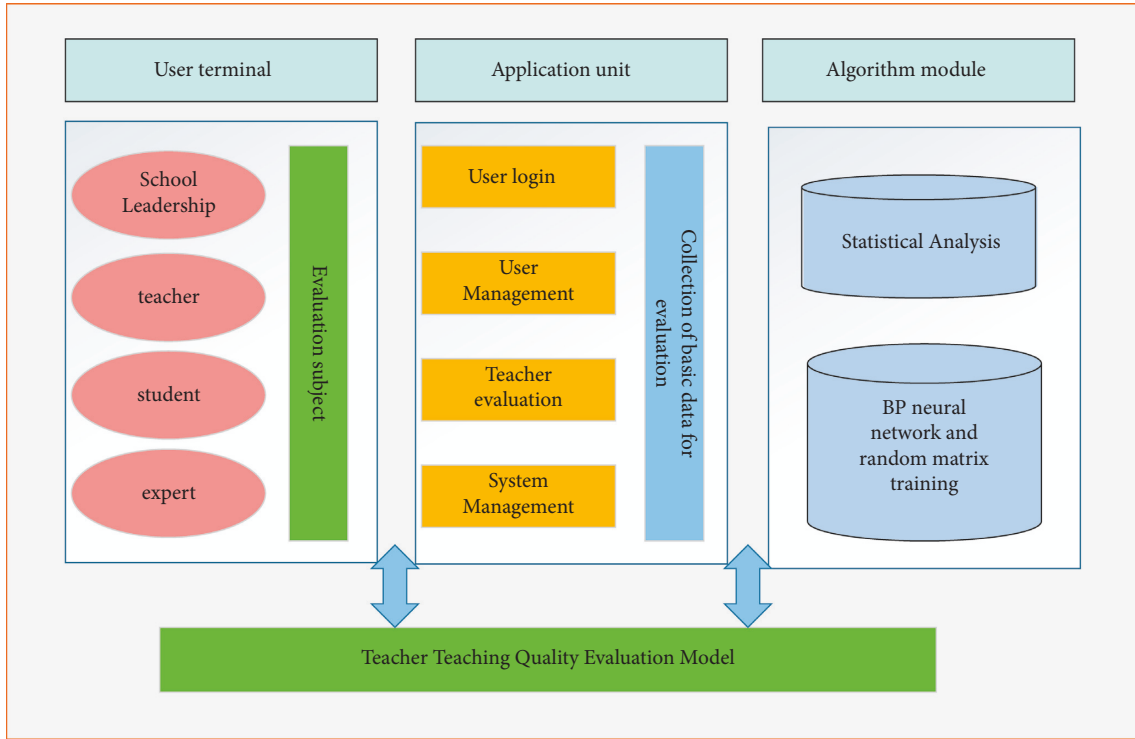 User terminal
Application unit
Algorithm module
School
Leadership
teacher
student
expert
Evaluation subject
User login
User
Management
Teacher
evaluation
System
Management
Collection of basic data for
evaluation
Statistical Analysis
BP neural
network and
random matrix
training
Teacher Teaching Quality Evaluation Model